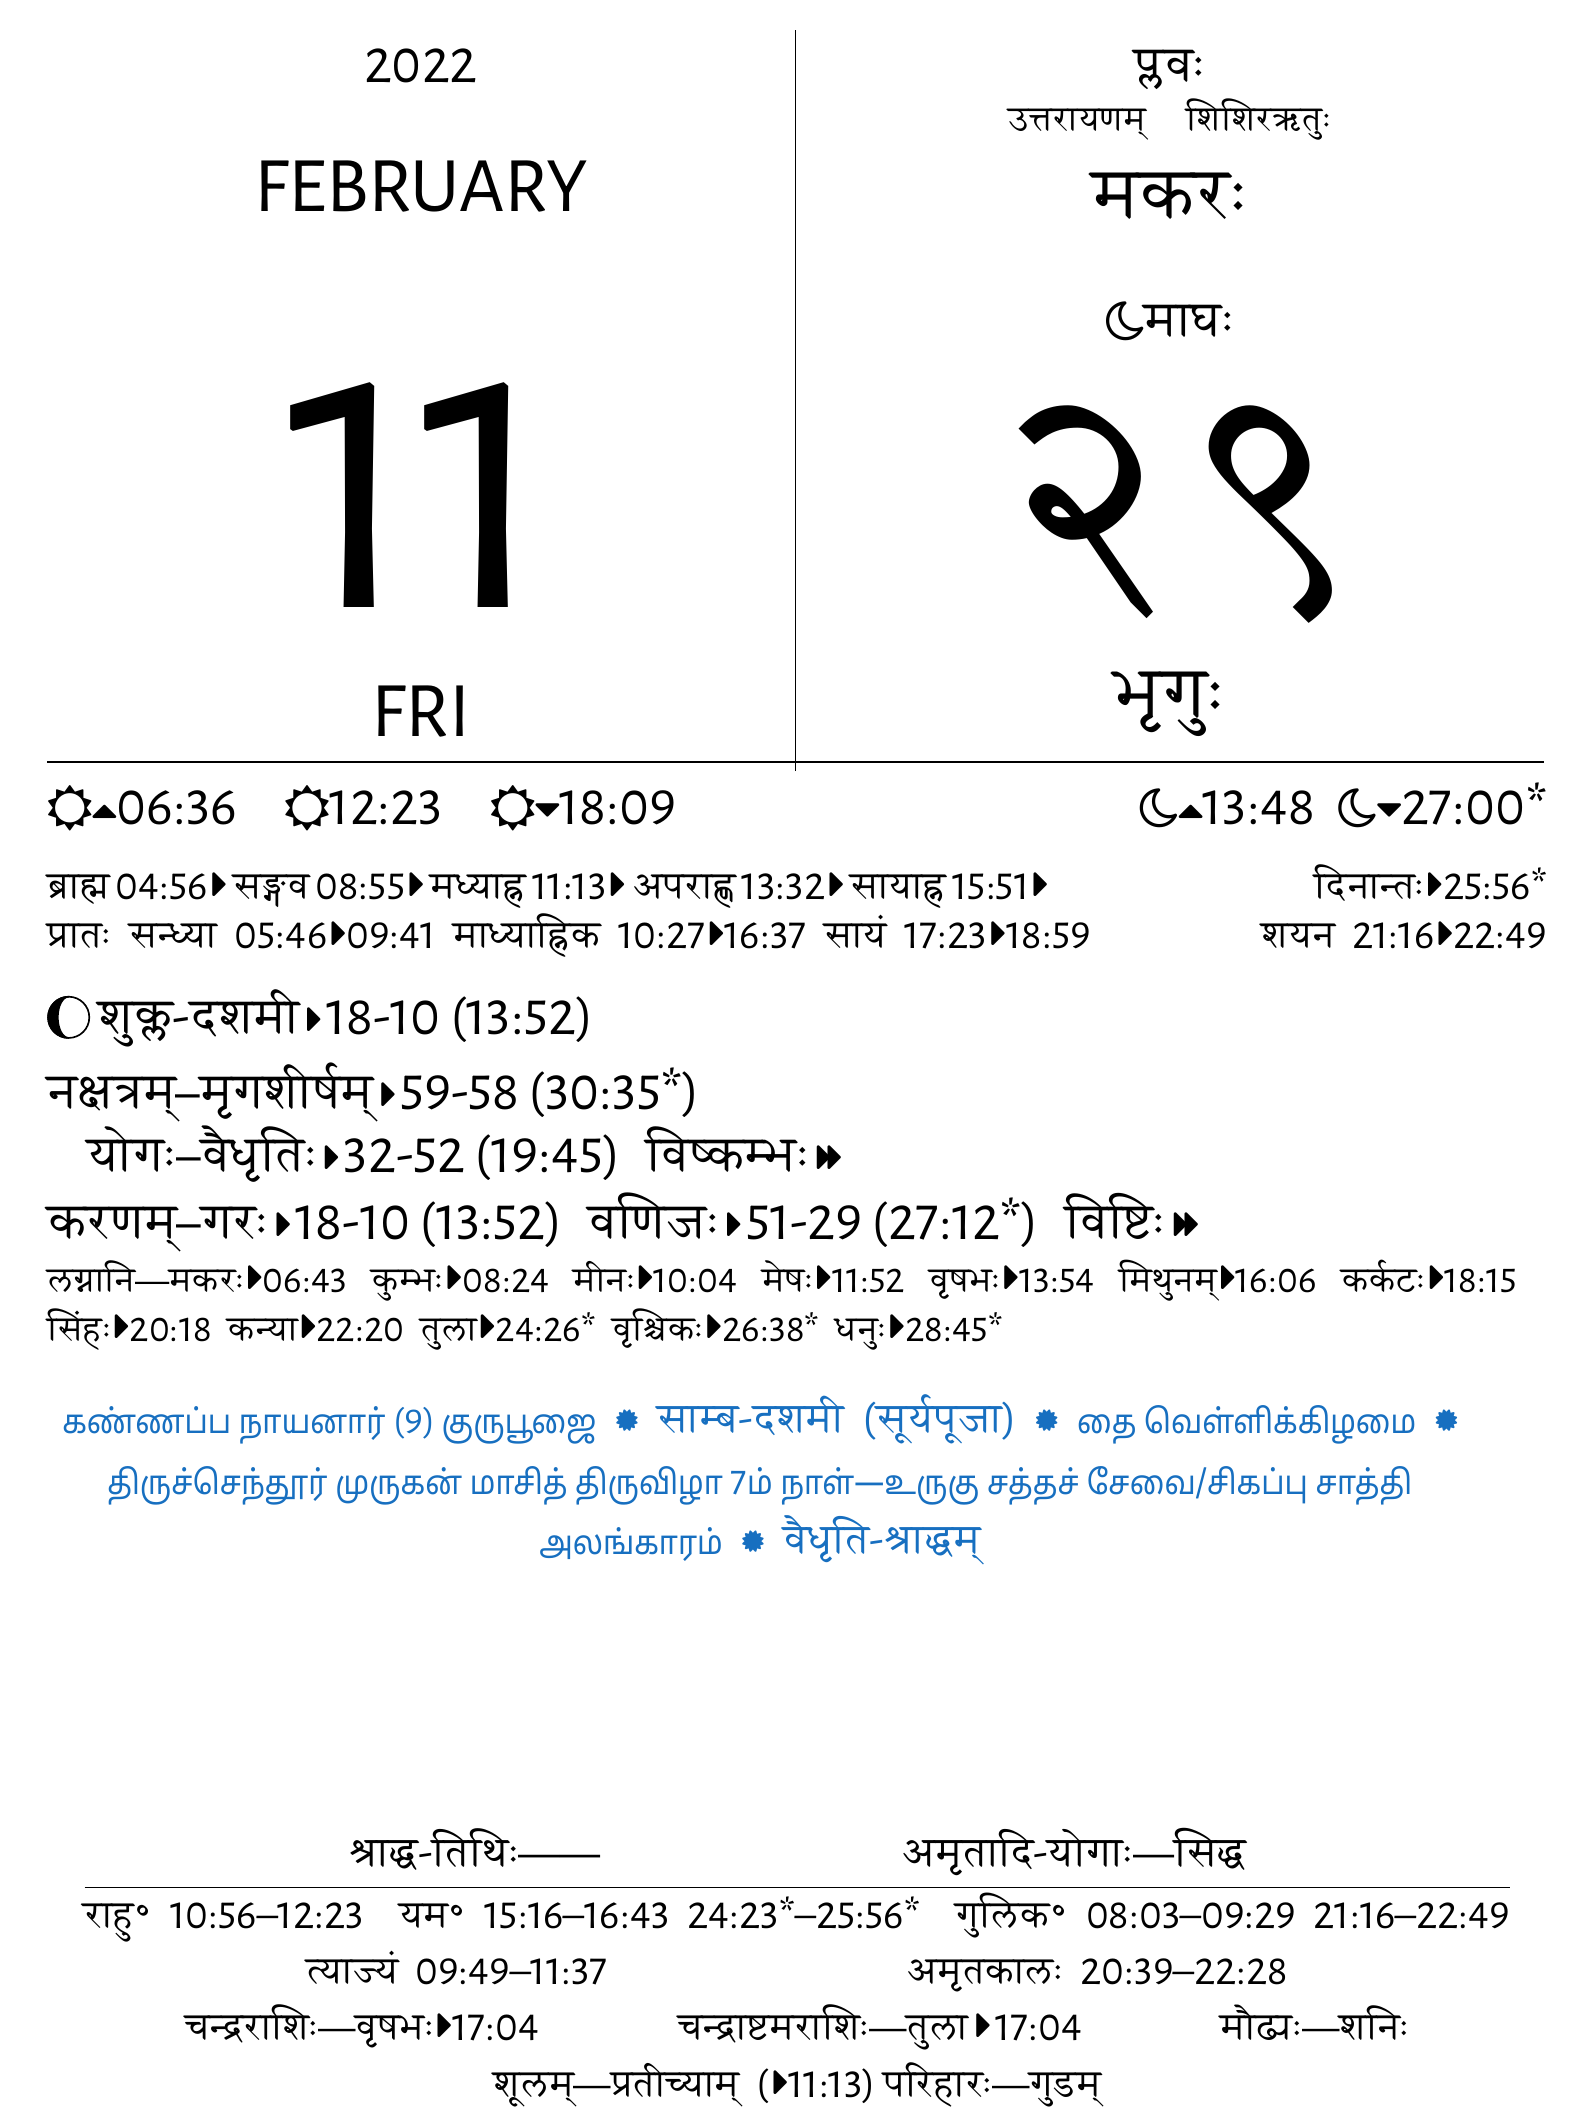 2022
FEBRUARY
11
FRI
प्लवः
उत्तरायणम् शिशिरऋतुः
मकरः
माघः
२९
भृगुः
06:36 12:23 18:09 13:48 27:00*
ब्राह्म 04:56 सङ्गव 08:55 मध्याह्न 11:13 अपराह्ण 13:32 सायाह्न 15:51 दिनान्तः 25:56*
प्रातः सन्ध्या 05:46 09:41 माध्याह्निक 10:27 16:37 सायं 17:23 18:59 शयन 21:16 22:49
शुक्ल-दशमी 18-10 (13:52)
नक्षत्रम्–मृगशीर्षम् 59-58 (30:35*)
योगः–वैधृतिः 32-52 (19:45) विष्कम्भः
करणम्–गरः 18-10 (13:52) वणिजः 51-29 (27:12*) विष्टिः
लग्नानि—मकरः 06:43 कुम्भः 08:24 मीनः 10:04 मेषः 11:52 वृषभः 13:54 मिथुनम् 16:06 कर्कटः 18:15
सिंहः 20:18 कन्या 22:20 तुला 24:26* वृश्चिकः 26:38* धनुः 28:45*
கண்ணப்ப நாயனார் (9) குருபூஜை ✹ साम्ब-दशमी (सूर्यपूजा) ✹ தை வெள்ளிக்கிழமை ✹
திருச்செந்தூர் முருகன் மாசித் திருவிழா 7ம் நாள்—உருகு சத்தச் சேவை/சிகப்பு சாத்தி
அலங்காரம் ✹ वैधृति-श्राद्धम्
श्राद्ध-तिथिः—— अमृतादि-योगाः—सिद्ध
राहु° 10:56–12:23 यम° 15:16–16:43 24:23*–25:56* गुलिक° 08:03–09:29 21:16–22:49
त्याज्यं 09:49–11:37 अमृतकालः 20:39–22:28
चन्द्रराशिः—वृषभः 17:04 चन्द्राष्टमराशिः—तुला 17:04 मौढ्यः—शनिः
शूलम्—प्रतीच्याम् (11:13) परिहारः—गुडम्